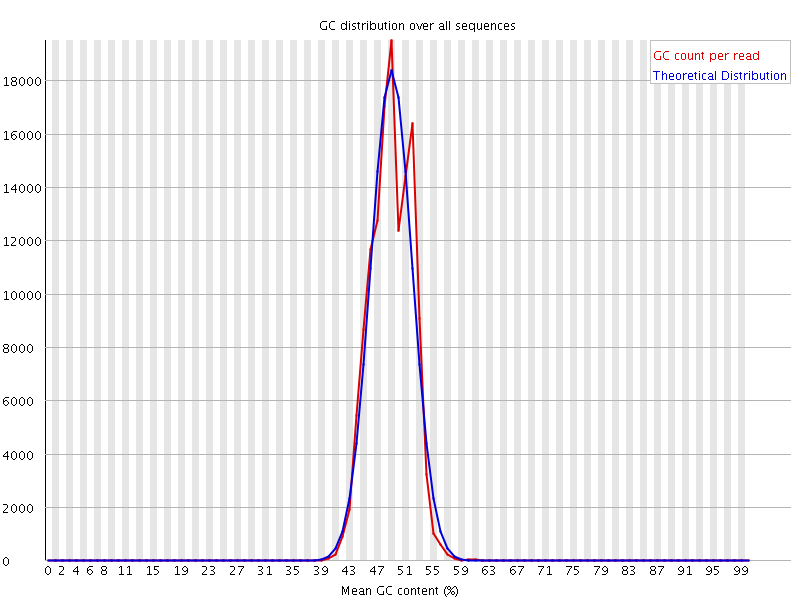 GC distribution over all sequences
GC count per read
Theoretical Distribution
18000
16000
14000
12000
10000
8000
6000
4000
2000
0
0 2 4 6 8 11 15 19 23 27 31 35 39 43 47 51 55 59 63 67 71 75 79 83 87 91 95 99
Mean GC content (%)